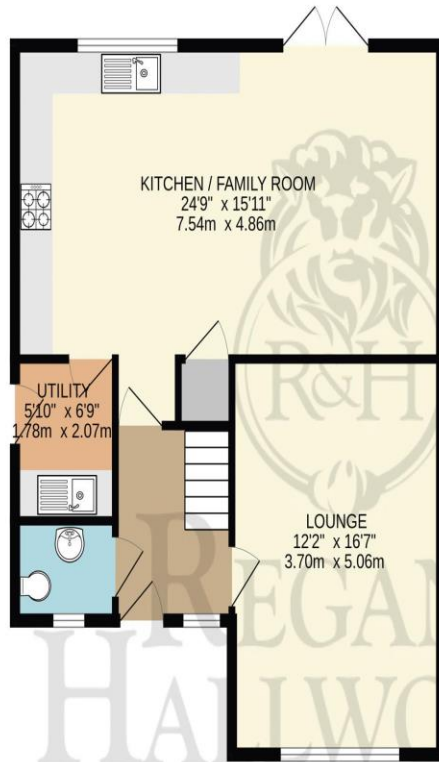 KITCHEN / FAMILY ROOM
24'9" x 15'11"
7.54m x 4.86m
UTILITY
5'10" x 6'9"
1.78m x 2.07m
LOUNGE
12'2" x 16'7"
3.70m x 5.06m
R&H
REGAN
HALLWO